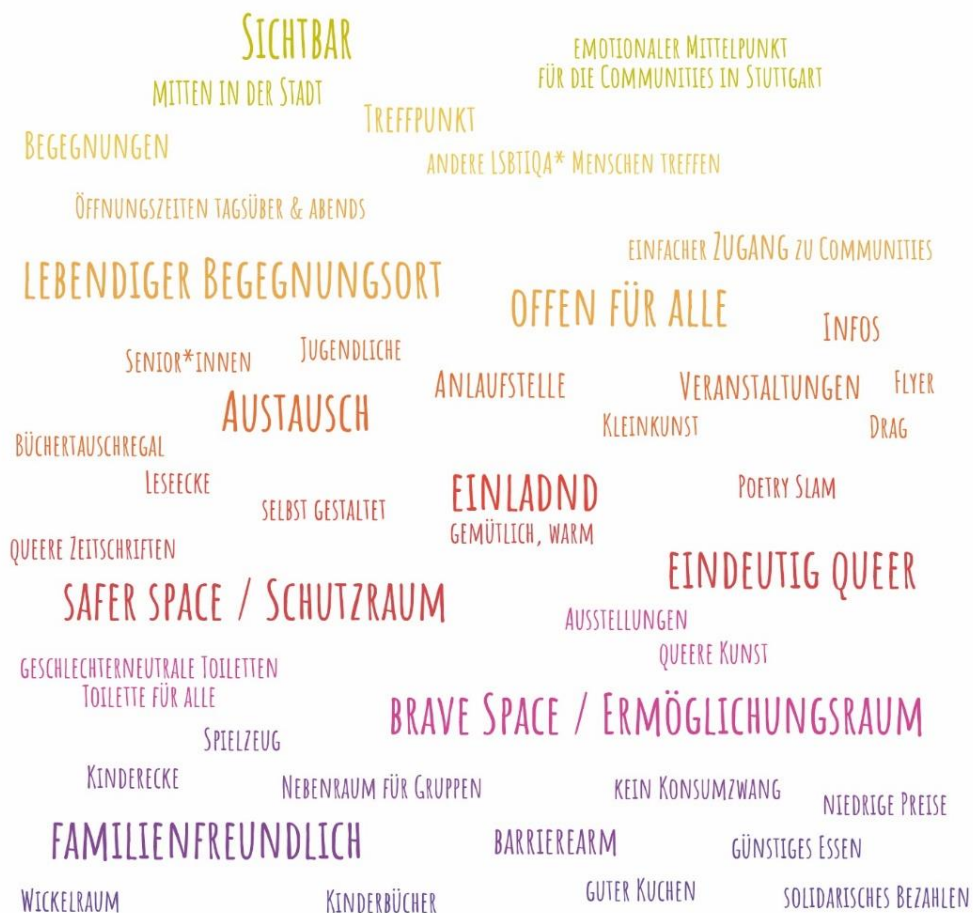 Sichtbar
emotionaler Mittelpunkt
für die Communities in Stuttgart
mitten in der Stadt
Treffpunkt
Begegnungen
andere LSBTIQA* Menschen treffen
Öffnungszeiten tagsüber & abends
einfacher ZUGANG zu Communities
lebendiger Begegnungsort
offen für alle
Infos
Senior*innen
Jugendliche
Anlaufstelle
Veranstaltungen
Flyer
Austausch
Kleinkunst
Drag
Büchertauschregal
Leseecke
selbst gestaltet
einladnd
gemütlich, warm
Poetry Slam
queere Zeitschriften
eindeutig queer
safer space / Schutzraum
Ausstellungen
queere Kunst
geschlechterneutrale Toiletten
Toilette für alle
brave Space / Ermöglichungsraum
Spielzeug
Kinderecke
Nebenraum für Gruppen
kein Konsumzwang
niedrige Preise
familienfreundlich
barrierearm
günstiges Essen
Wickelraum
Kinderbücher
guter Kuchen
solidarisches Bezahlen